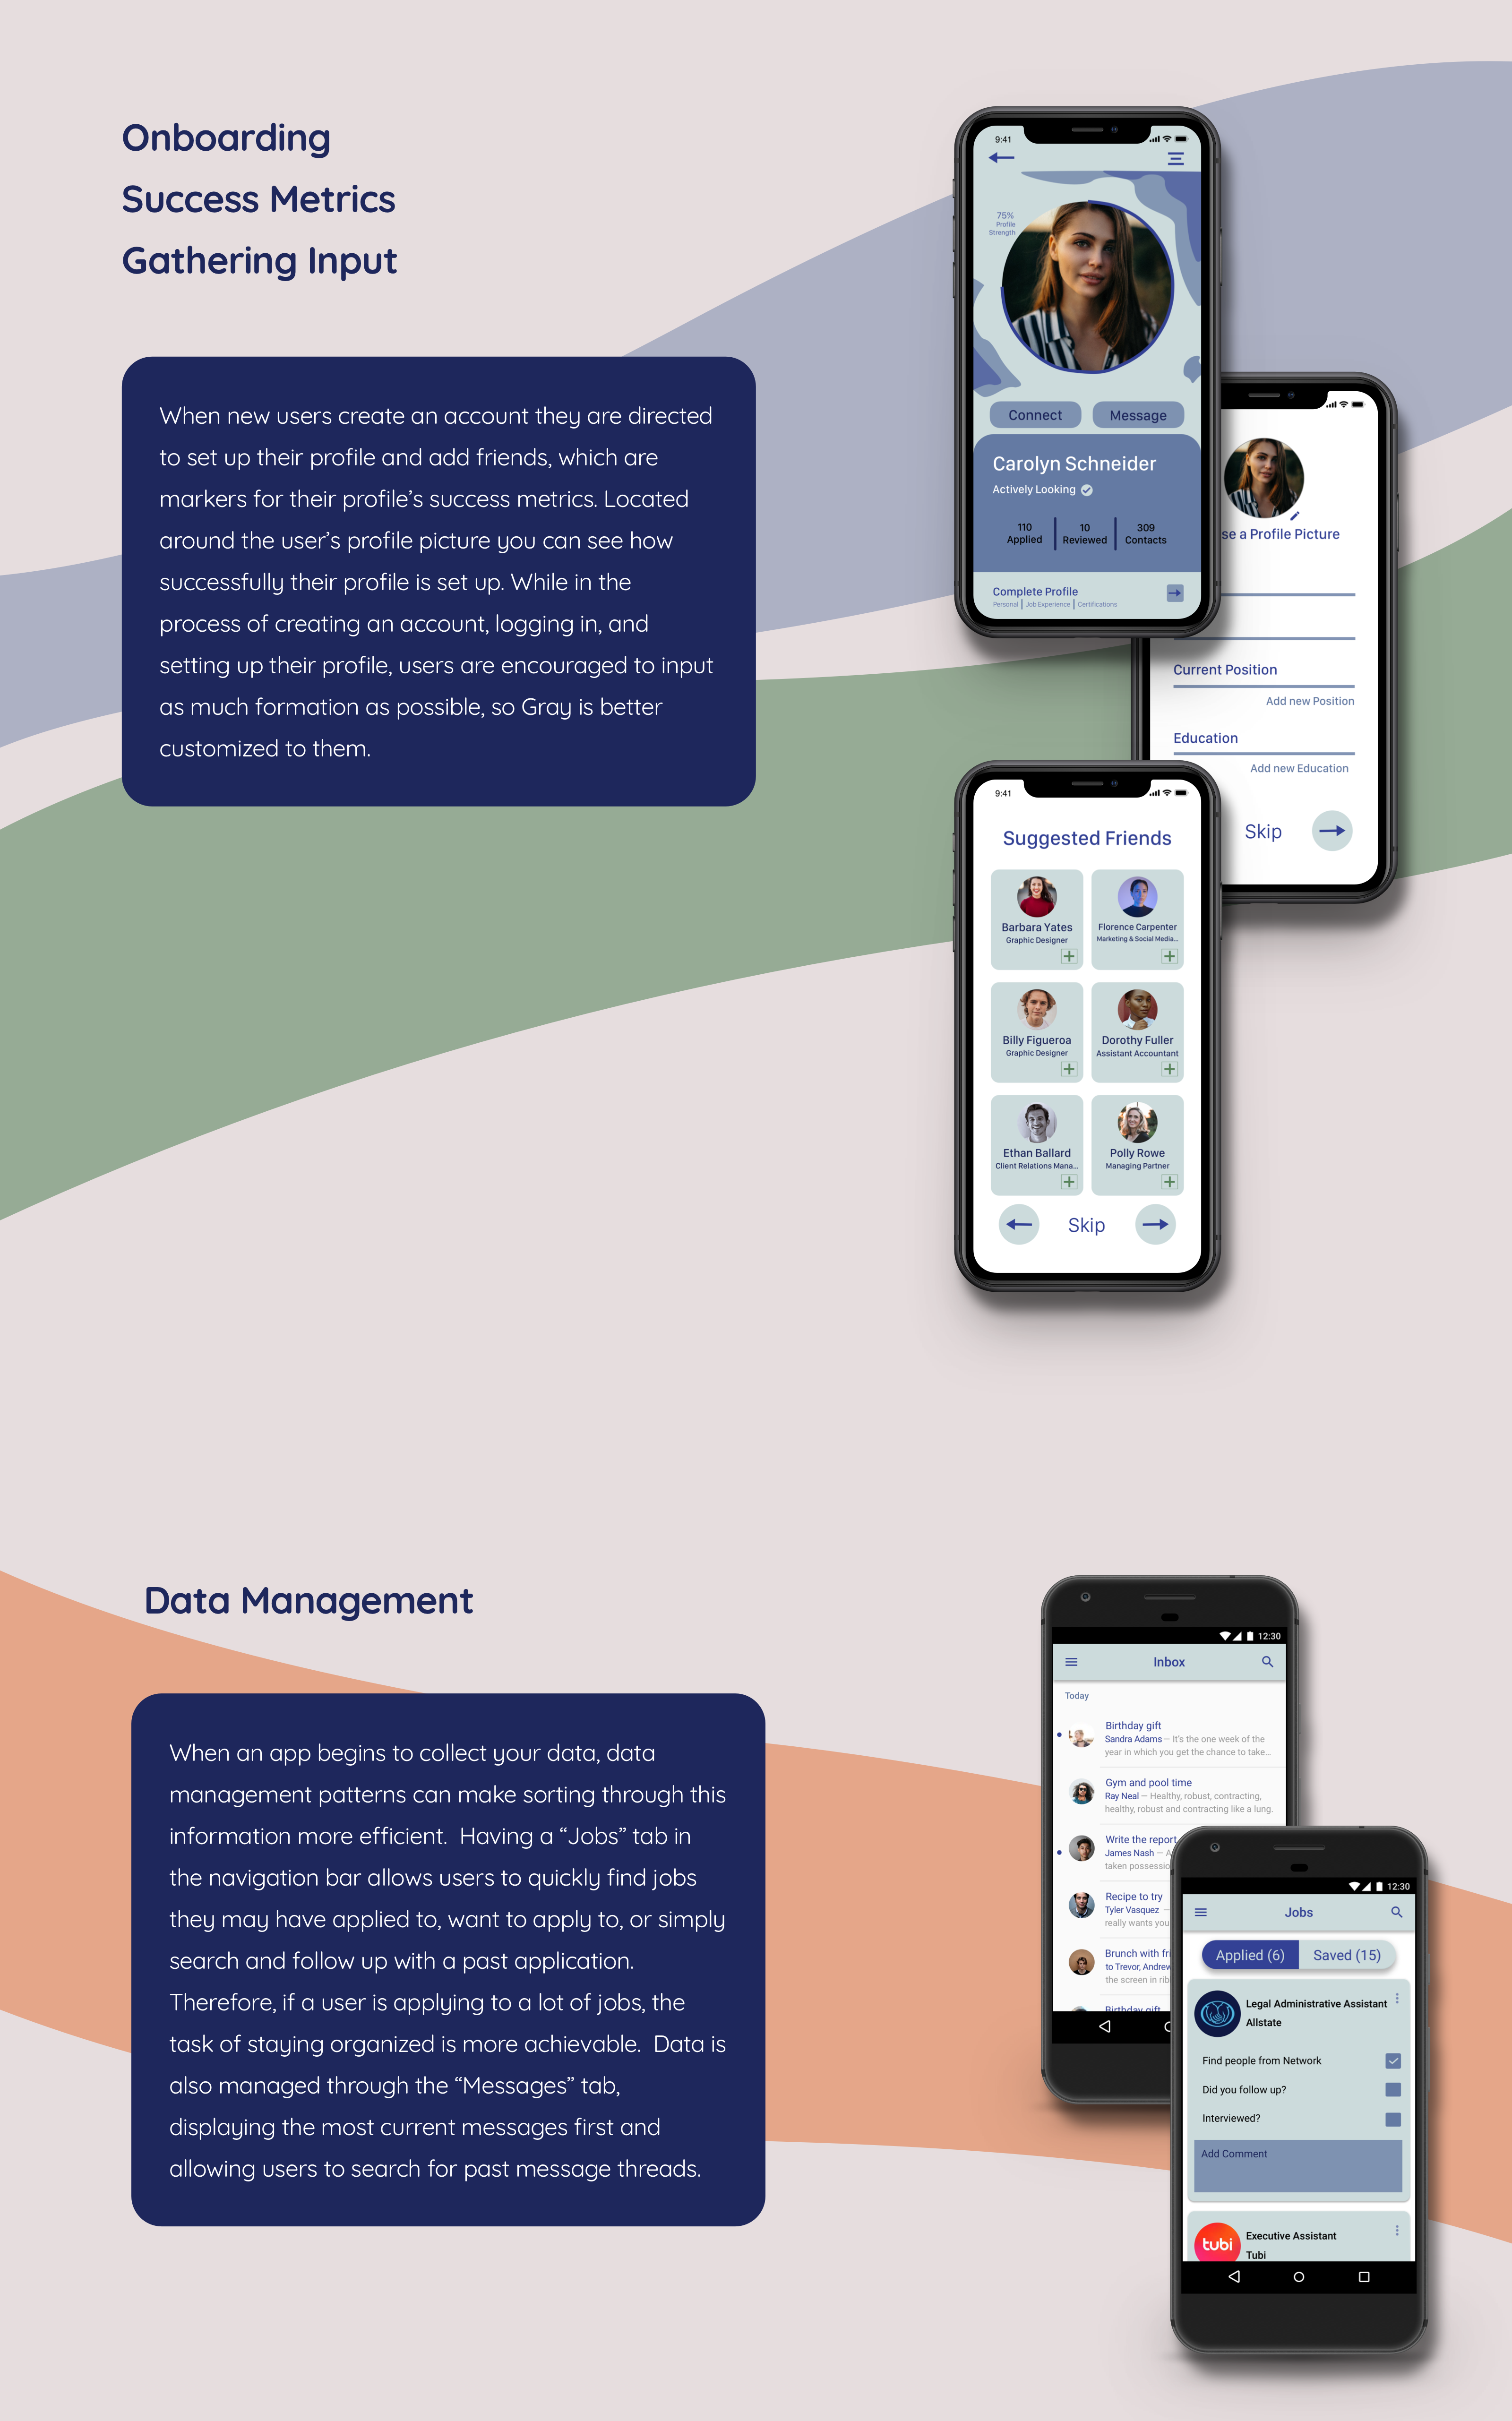 Onboarding
Success Metrics
Gathering Input
When new users create an account they are directed
to set up their profile and add friends, which are
markers for their profile’s success metrics. Located
around the user’s profile picture you can see how
successfully their profile is set up. While in the
process of creating an account, logging in, and
setting up their profile, users are encouraged to input
as much formation as possible, so Gray is better
customized to them.
9:41
75%
Profile
Strength
Connect Message
Carolyn Schneider
Actively Looking
110 10 309
Applied Reviewed Contacts
Complete Profile
Personal | Job Experience | Certifications
se a Profile Picture
Current Position
Add new Position
Education
Add new Education
Skip
9:41
Suggested Friends
Barbara Yates
Graphic Designer
Florence Carpenter
Marketing & Social Media...
Billy Figueroa
Graphic Designer
Dorothy Fuller
Assistant Accountant
Ethan Ballard
Client Relations Mana...
Polly Rowe
Managing Partner
Skip
Data Management
When an app begins to collect your data, data
management patterns can make sorting through this
information more efficient.  Having a “Jobs” tab in
the navigation bar allows users to quickly find jobs
they may have applied to, want to apply to, or simply
search and follow up with a past application.
Therefore, if a user is applying to a lot of jobs, the
task of staying organized is more achievable.  Data is
also managed through the “Messages” tab,
displaying the most current messages first and
allowing users to search for past message threads.
12:30
Inbox
Today
Birthday gift
Sandra Adams – It’s the one week of the
year in which you get the chance to take...
Gym and pool time
Ray Neal – Healthy, robust, contracting,
healthy, robust and contracting like a lung.
Write the report
James Nash – A
taken possessio
Recipe to try
Tyler Vasquez –
really wants you
Brunch with fri
to Trevor, Andrew
the screen in rib
Birthday gift
12:30
Jobs
Applied (6) Saved (15)
Legal Administrative Assistant
Allstate
Find people from Network
Did you follow up?
Interviewed?
Add Comment
tubi
Executive Assistant
Tubi